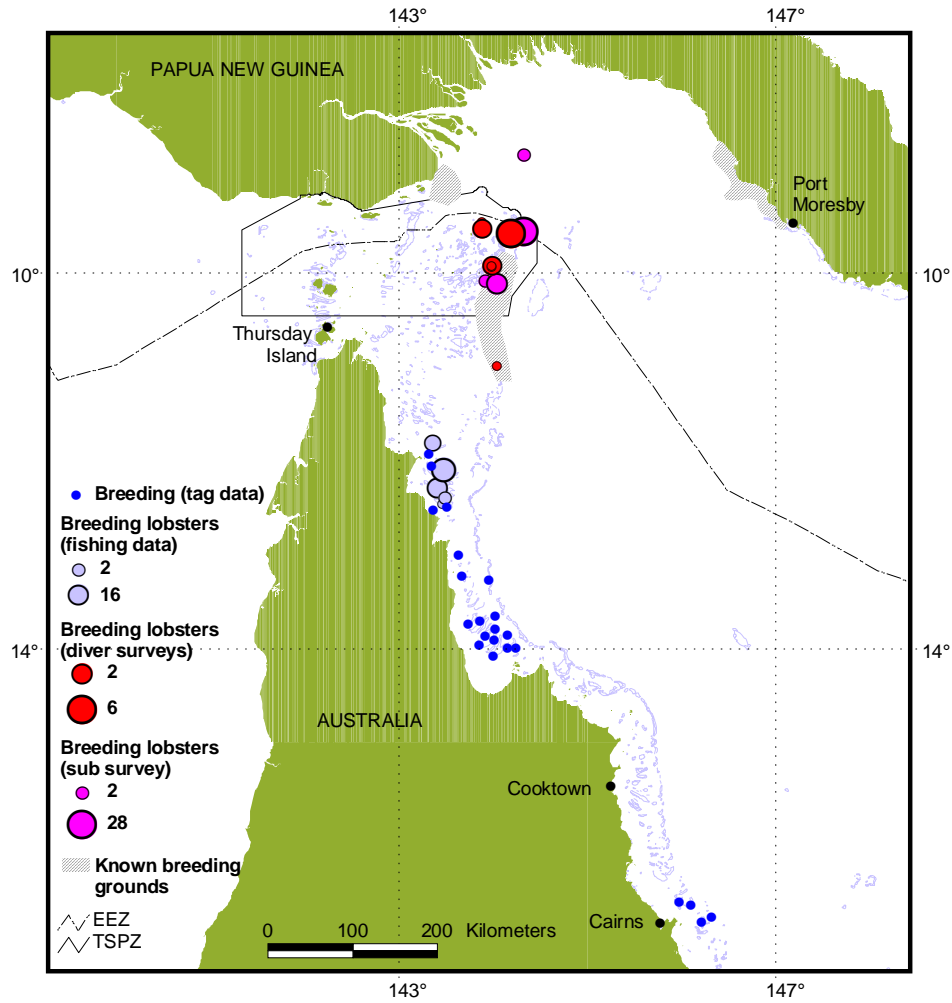 143° 147°
PAPUA NEW GUINEA
Port
Moresby
10° 10°
Thursday
Island
Breeding (tag data)
Breeding lobsters
(fishing data)
2
16
Breeding lobsters
(diver surveys)
2
6
14° 14°
AUSTRALIA
Breeding lobsters
(sub survey)
2
28
Cooktown
Known breeding
grounds
EEZ
TSPZ
Cairns
0 100 200 Kilometers
143° 147°